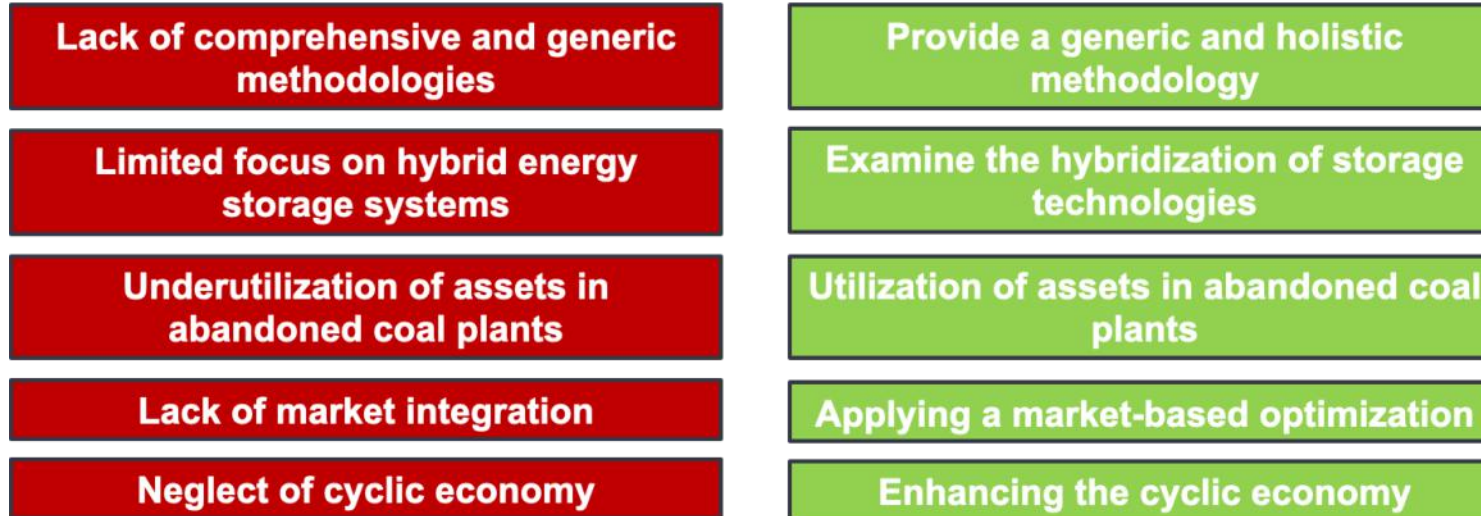 Lack of comprehensive and generic
methodologies
Provide a generic and holistic
methodology
Limited focus on hybrid energy
storage systems
Examine the hybridization of storage
technologies
Underutilization of assets in
abandoned coal plants
Utilization of assets in abandoned coal
plants
Lack of market integration
Applying a market-based optimization
Neglect of cyclic economy
Enhancing the cyclic economy